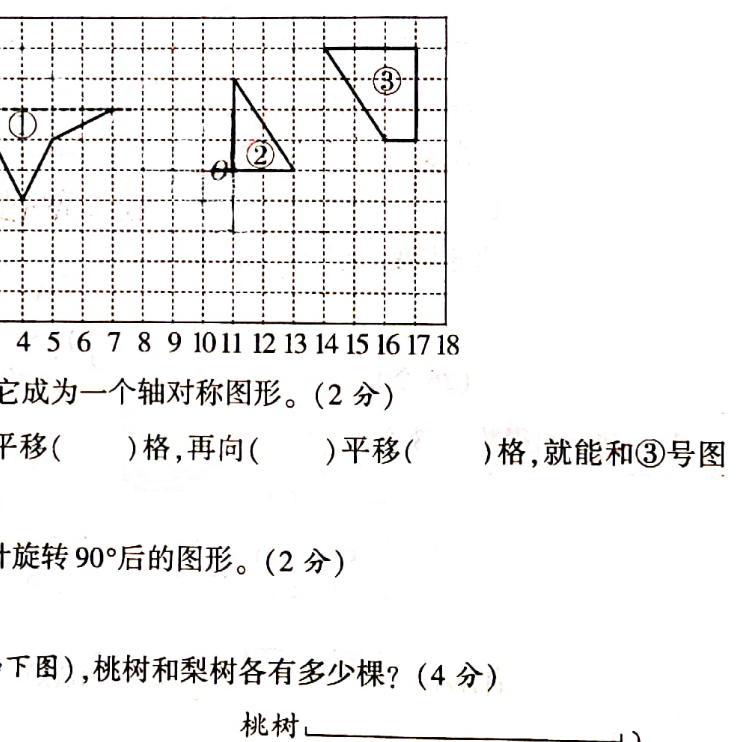 ③
①
②
O
4 5 6 7 8 9 10 11 12 13 14 15 16 17 18
它成为一个轴对称图形。(2 分)
平移(  )格,再向(  )平移(  )格,就能和③号图
旋转 90°后的图形。(2 分)
下图),桃树和梨树各有多少棵? (4 分)
桃树